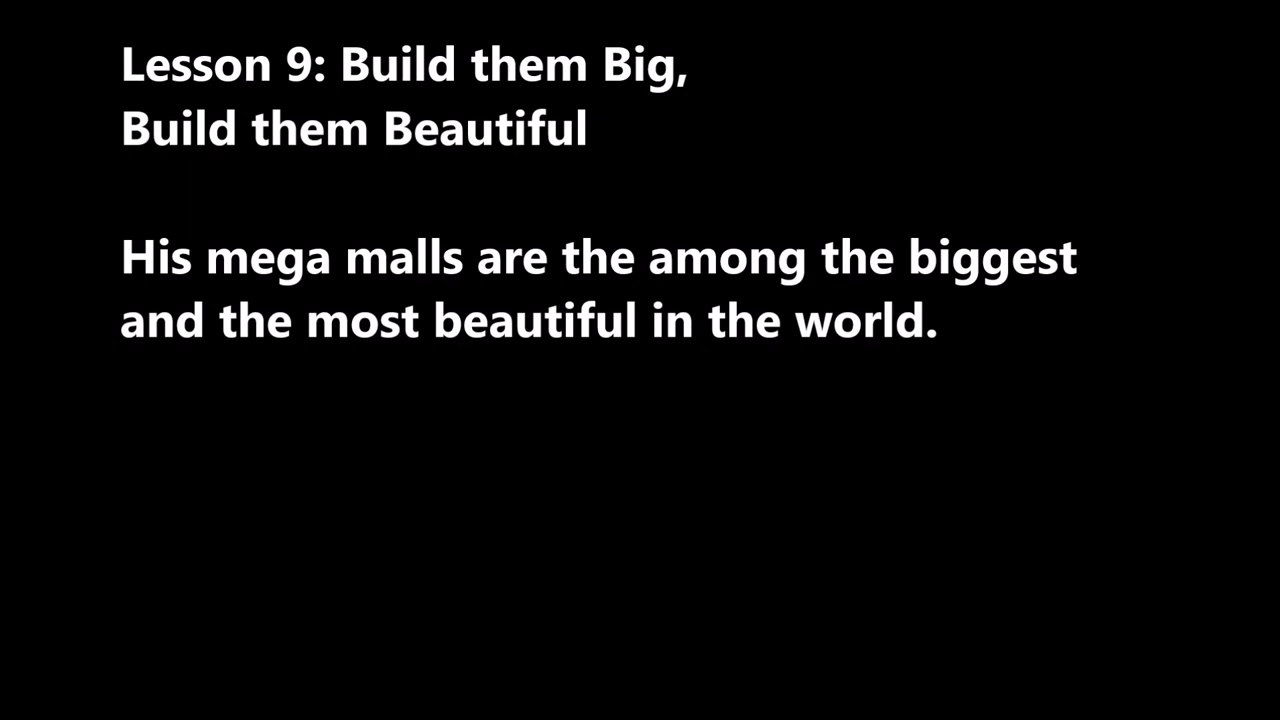 Lesson 9: Build them Big,
Build them Beautiful
His mega malls are the among the biggest
and the most beautiful in the world.